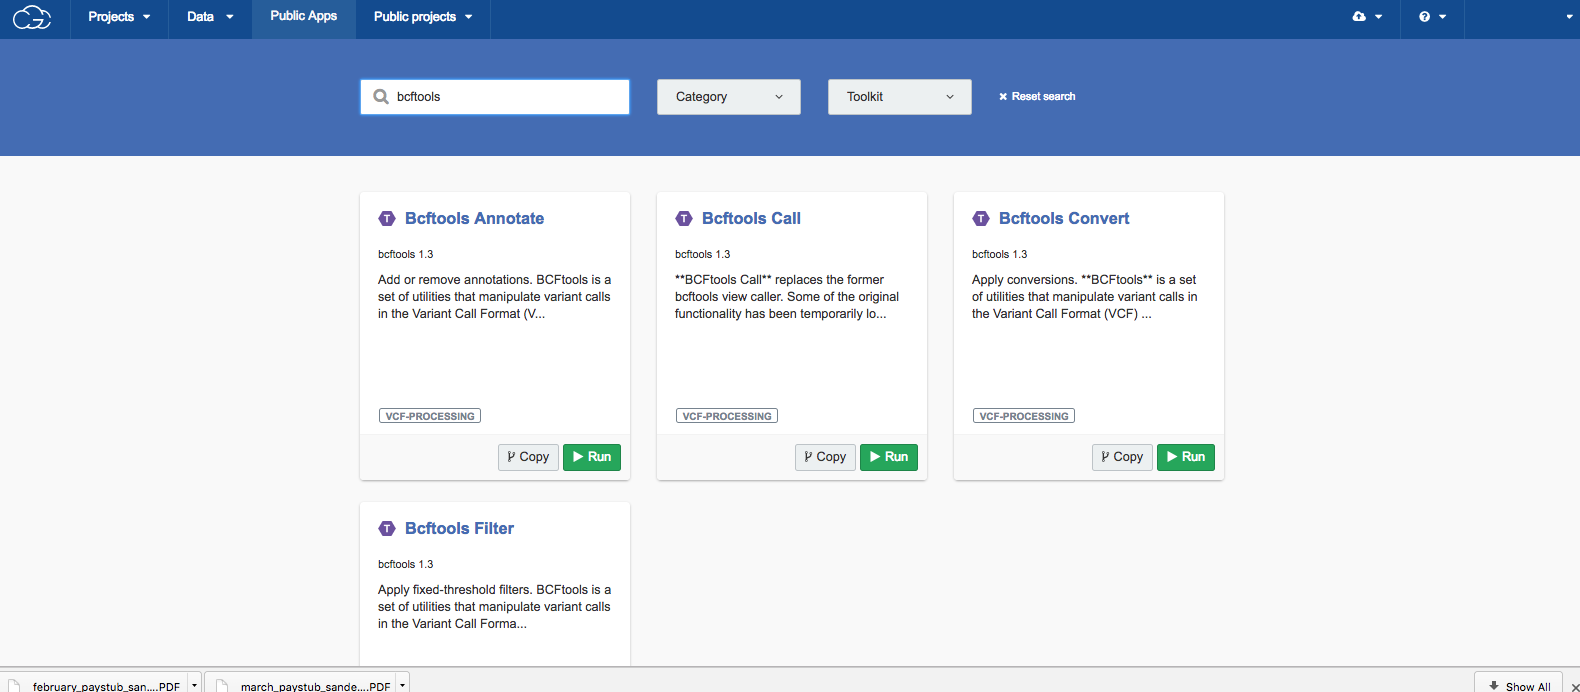 Projects Data Public Apps Public projects
bcftools Category Toolkit Reset search
T Bcftools Annotate
bcftools 1.3
Add or remove annotations. BCFtools is a
set of utilities that manipulate variant calls
in the Variant Call Format (V...
VCF-PROCESSING
Copy Run
T Bcftools Call
bcftools 1.3
**BCFtools Call** replaces the former
bcftools view caller. Some of the original
functionality has been temporarily lo...
VCF-PROCESSING
Copy Run
T Bcftools Convert
bcftools 1.3
Apply conversions. **BCFtools** is a set
of utilities that manipulate variant calls in
the Variant Call Format (VCF) ...
VCF-PROCESSING
Copy Run
T Bcftools Filter
bcftools 1.3
Apply fixed-threshold filters. BCFtools is a
set of utilities that manipulate variant calls
in the Variant Call Forma...
february_paystub_san....PDF march_paystub_sande....PDF Show All